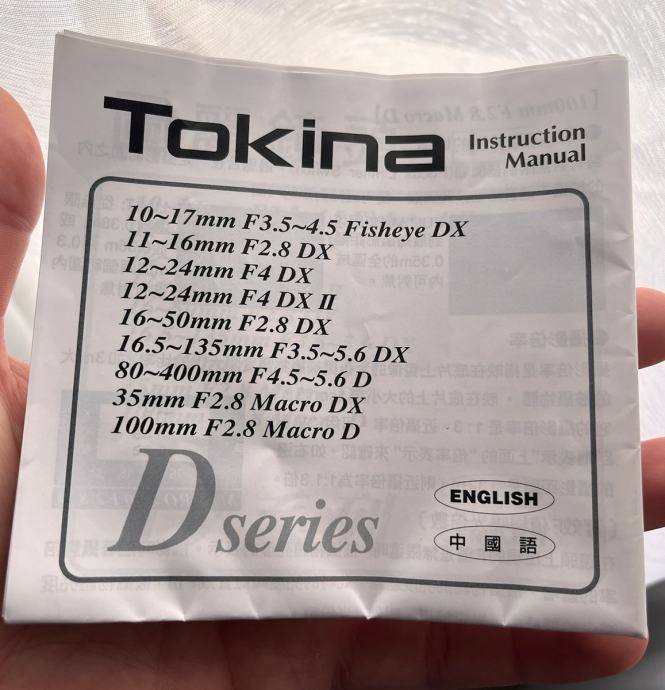 Tokina
Instruction
Manual
10~17mm F3.5~4.5 Fisheye DX
11~16mm F2.8 DX
12~24mm F4 DX
12~24mm F4 DX II
16~50mm F2.8 DX
16.5~135mm F3.5~5.6 DX
80~400mm F4.5~5.6 D
35mm F2.8 Macro DX
100mm F2.8 Macro D
D series
ENGLISH
中 國 語